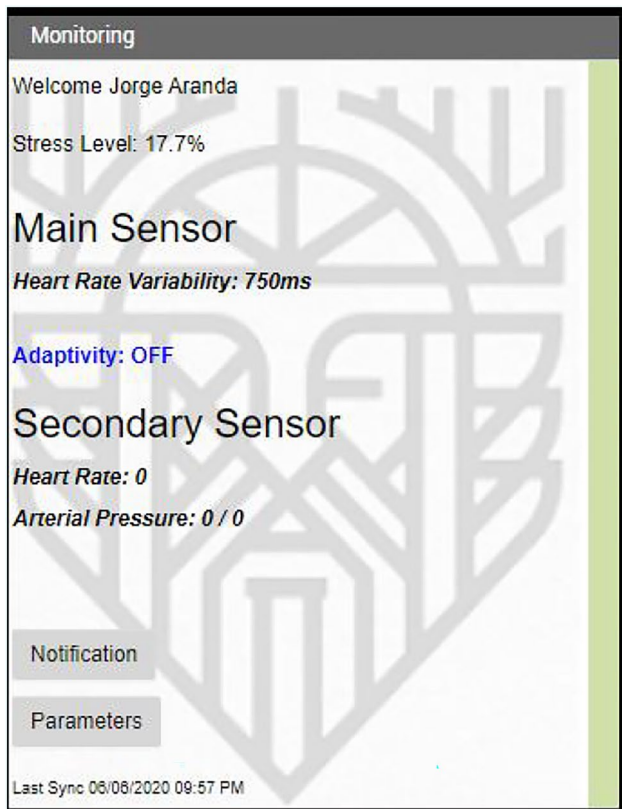 Monitoring
Welcome Jorge Aranda
Stress Level: 17.7%
Main Sensor
Heart Rate Variability: 750ms
Adaptivity: OFF
Secondary Sensor
Heart Rate: 0
Arterial Pressure: 0 / 0
Notification
Parameters
Last Sync 06/06/2020 09:57 PM